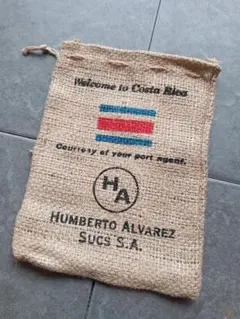 Welcome to Costa Rica
Courtesy of your port agent.
HA
HUMBERTO ALVAREZ
SUCS S.A.